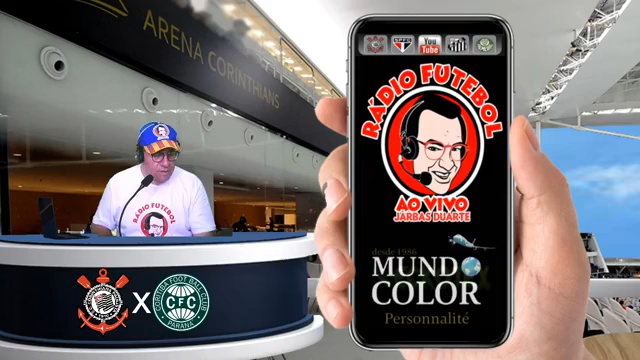 ARENA CORINTHIANS
RÁDIO FUTEBOL
X
CORITIBA FOOT BALL CLUB
CFC
PARANÁ
SPFC
You Tube
RÁDIO FUTEBOL
AO VIVO
JARBAS DUARTE
desde 1986
MUNDO
COLOR
Personnalité